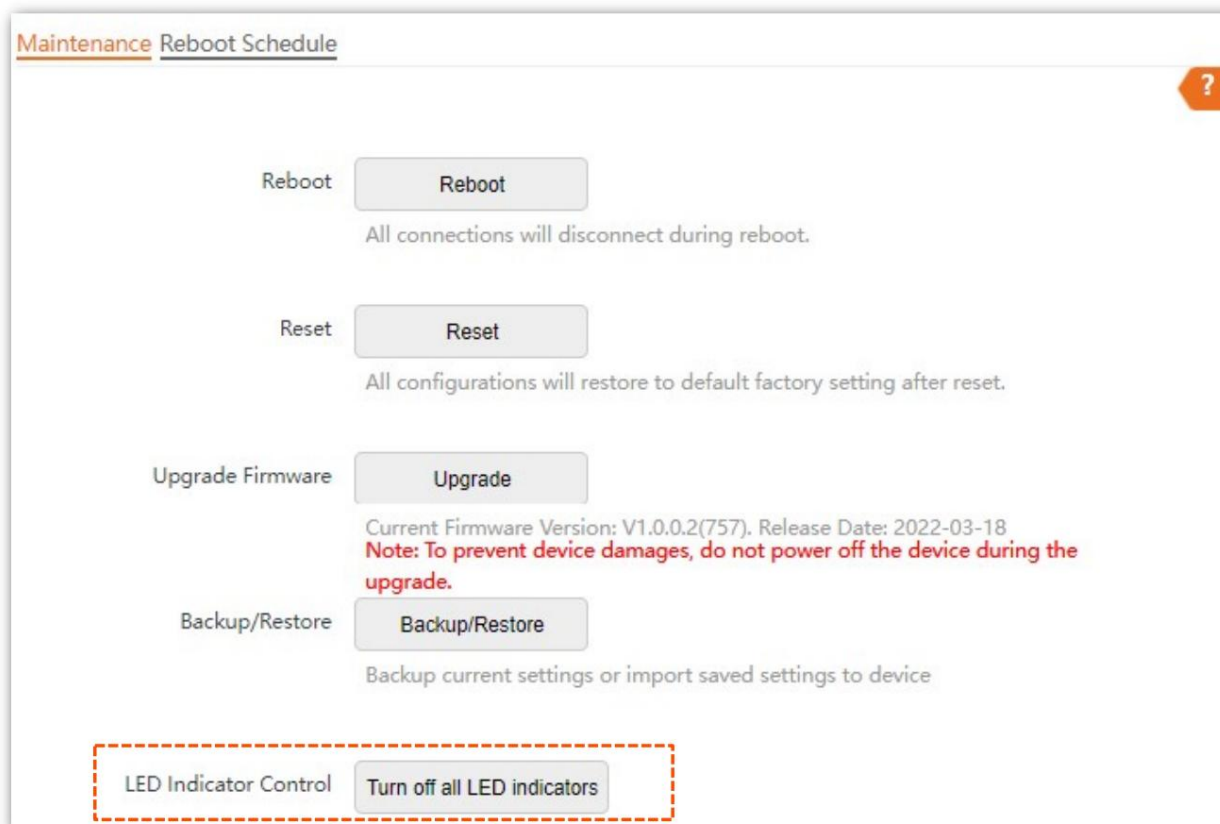 Maintenance Reboot Schedule
?
Reboot Reboot
All connections will disconnect during reboot.
Reset Reset
All configurations will restore to default factory setting after reset.
Upgrade Firmware Upgrade
Current Firmware Version: V1.0.0.2(757). Release Date: 2022-03-18
Note: To prevent device damages, do not power off the device during the
upgrade.
Backup/Restore Backup/Restore
Backup current settings or import saved settings to device
LED Indicator Control Turn off all LED indicators